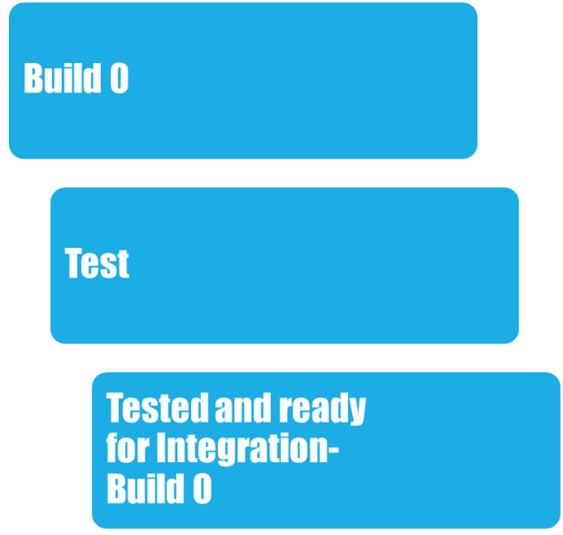 Build 0
Test
Tested and ready
for Integration-
Build 0